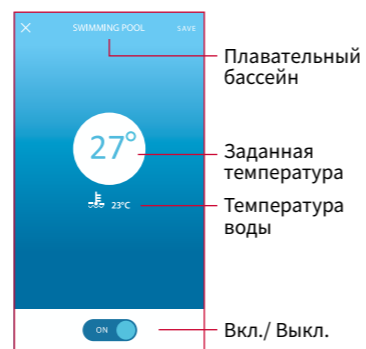 SWIMMING POOL SAVE
Плавательный
бассейн
27°
Заданная
температура
23°C
Температура
воды
ON
Вкл./ Выкл.